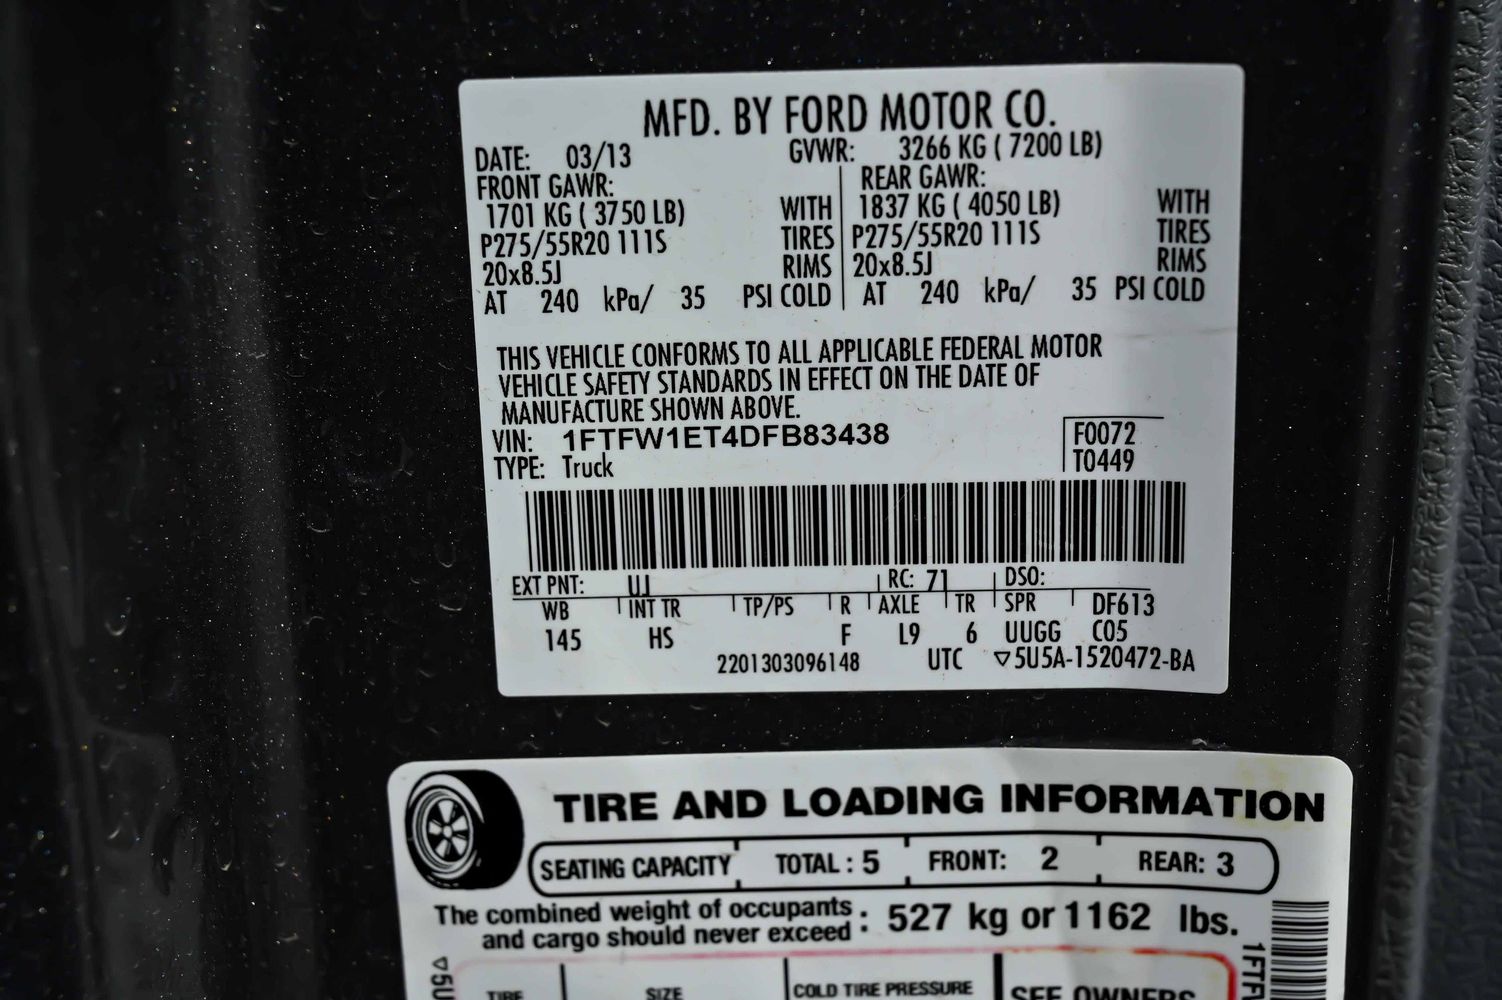 MFD. BY FORD MOTOR CO.
DATE: 03/13 GVWR: 3266 KG ( 7200 LB)
FRONT GAWR: REAR GAWR:
1701 KG ( 3750 LB) WITH 1837 KG ( 4050 LB) WITH
P275/55R20 111S TIRES P275/55R20 111S TIRES
20x8.5J RIMS 20x8.5J RIMS
AT 240 kPa/ 35 PSI COLD AT 240 kPa/ 35 PSI COLD
THIS VEHICLE CONFORMS TO ALL APPLICABLE FEDERAL MOTOR
VEHICLE SAFETY STANDARDS IN EFFECT ON THE DATE OF
MANUFACTURE SHOWN ABOVE.
VIN: 1FTFW1ET4DFB83438 F0072
TYPE: Truck T0449
EXT PNT: UJ RC: 71 DSO:
WB INT TR TP/PS R AXLE TR SPR DF613
145 HS F L9 6 UUGG C05
2201303096148 UTC ▽5U5A-1520472-BA
TIRE AND LOADING INFORMATION
SEATING CAPACITY TOTAL : 5 FRONT: 2 REAR: 3
The combined weight of occupants
and cargo should never exceed : 527 kg or 1162 lbs.
TIRE SIZE COLD TIRE PRESSURE SEE OWNERS
▽5U
1FTF